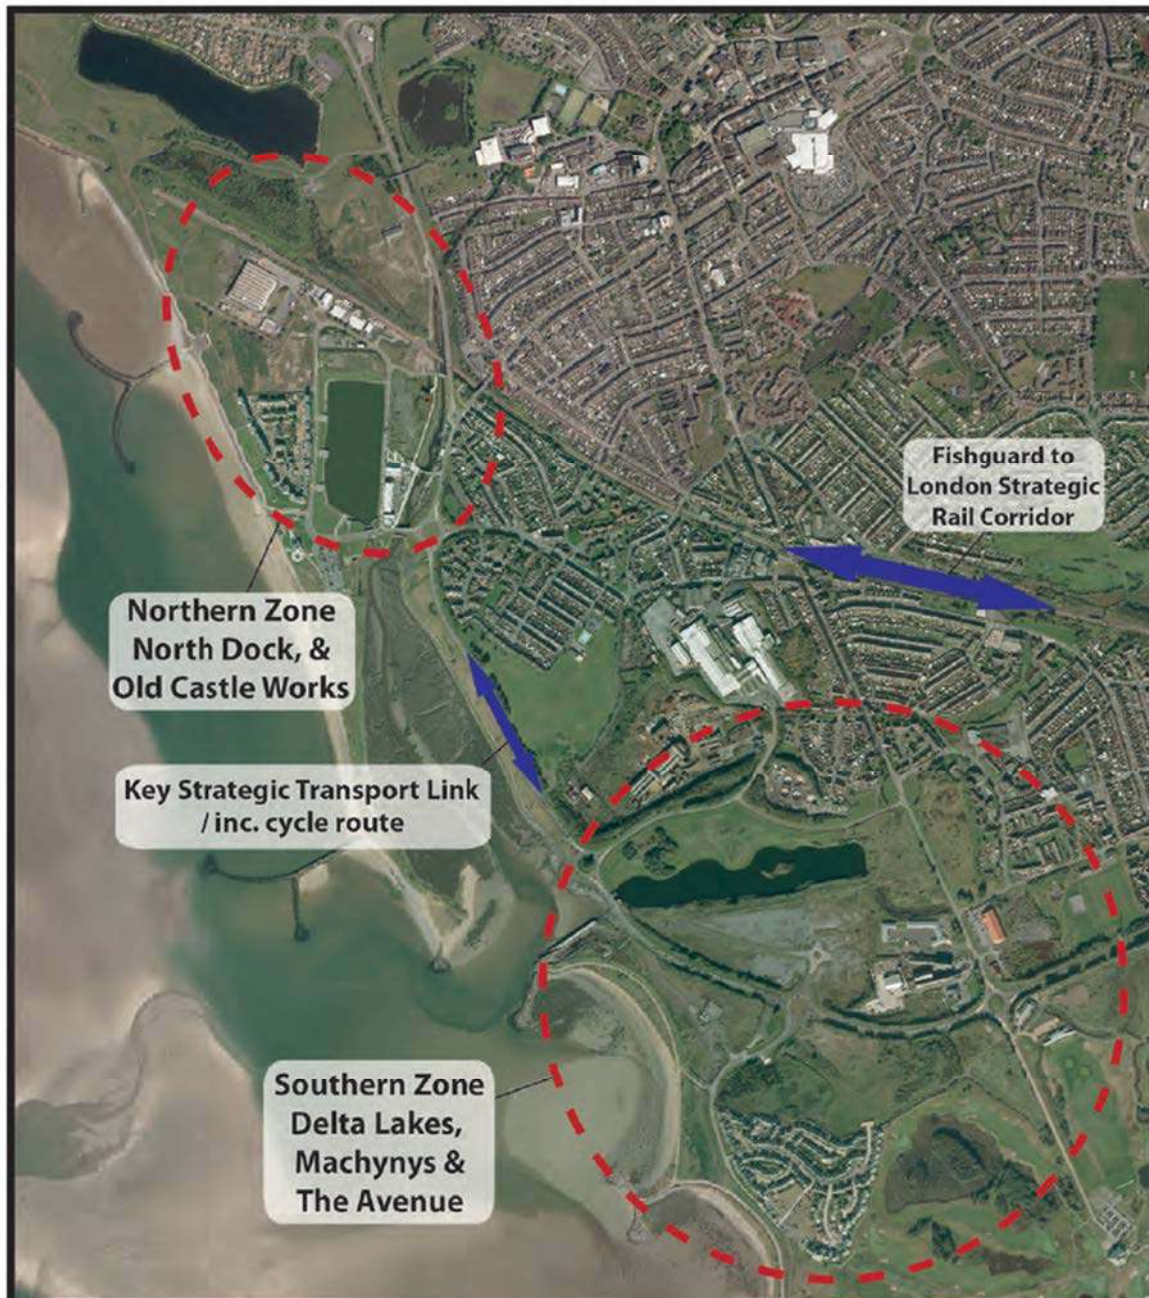 Fishguard to
London Strategic
Rail Corridor
Northern Zone
North Dock, &
Old Castle Works
Key Strategic Transport Link
/ inc. cycle route
Southern Zone
Delta Lakes,
Machynys &
The Avenue